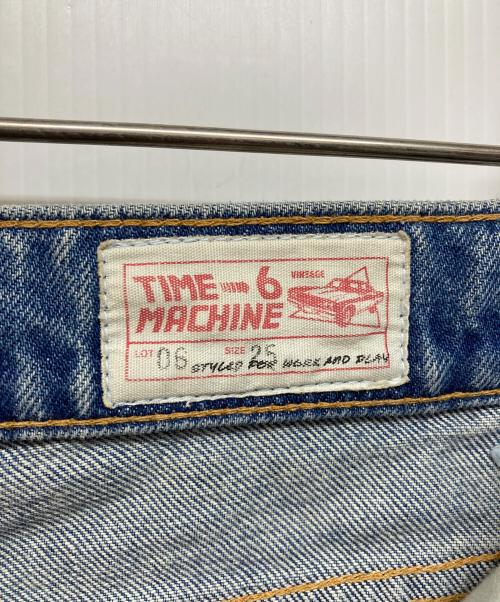 TIME 6 VINTAGE
MACHINE
LOT 06 SIZE 25
STYLED FOR WORK AND PLAY